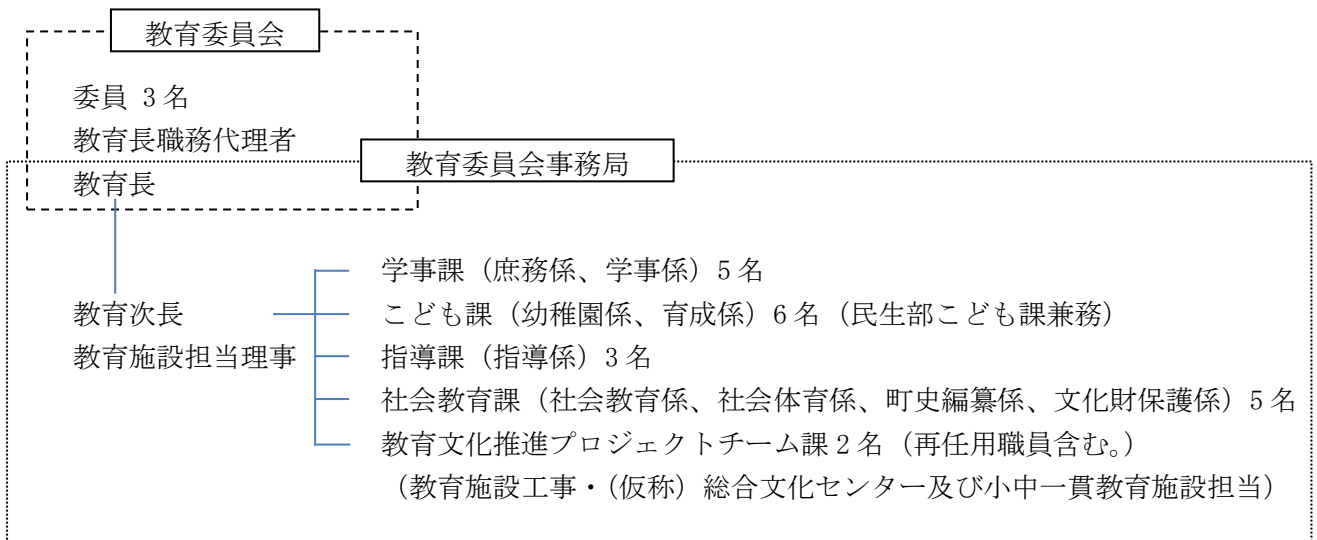 教育委員会
委員 3名
教育長職務代理者
教育委員会事務局
教育長
学事課（庶務係、学事係）5名
教育次長
こども課（幼稚園係、育成係）6名（民生部こども課兼務）
教育施設担当理事
指導課（指導係）3名
社会教育課（社会教育係、社会体育係、町史編纂係、文化財保護係）5名
教育文化推進プロジェクトチーム課2名（再任用職員含む。）
（教育施設工事・（仮称）総合文化センター及び小中一貫教育施設担当）